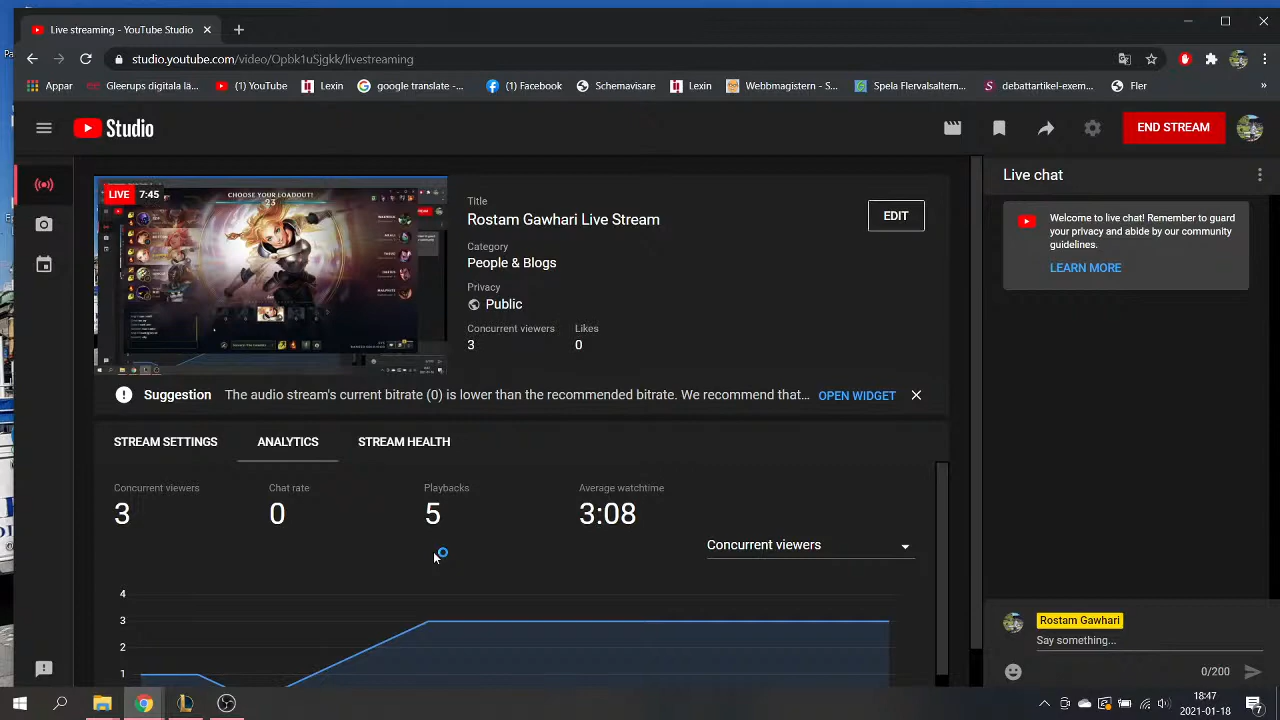 Live streaming - YouTube Studio
studio.youtube.com/video/Opbk1uSjgkk/livestreaming
Appar
Gleerups digitala lä...
(1) YouTube
Lexin
google translate -...
(1) Facebook
Schemavisare
Lexin
Webbmagistern - S...
Spela Flervalsaltern...
debattartikel-exem...
Fler
»
Studio
END STREAM
LIVE 7:45
CHOOSE YOUR LOADOUT!
23
Title
Rostam Gawhari Live Stream
EDIT
Category
People & Blogs
Privacy
Public
Concurrent viewers
3
Likes
0
Suggestion The audio stream's current bitrate (0) is lower than the recommended bitrate. We recommend that... OPEN WIDGET
STREAM SETTINGS ANALYTICS STREAM HEALTH
Concurrent viewers
3
Chat rate
0
Playbacks
5
Average watchtime
3:08
Concurrent viewers
4
3
2
1
Live chat
Welcome to live chat! Remember to guard
your privacy and abide by our community
guidelines.
LEARN MORE
Rostam Gawhari
Say something...
0/200
18:47
2021-01-18
7